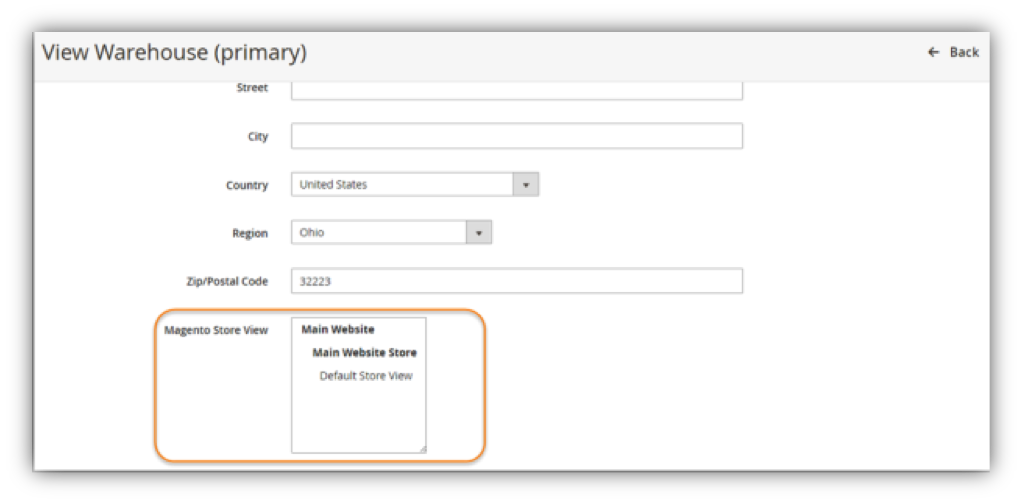 View Warehouse (primary)
← Back
Street
City
Country United States
Region Ohio
Zip/Postal Code 32223
Magento Store View Main Website
Main Website Store
Default Store View